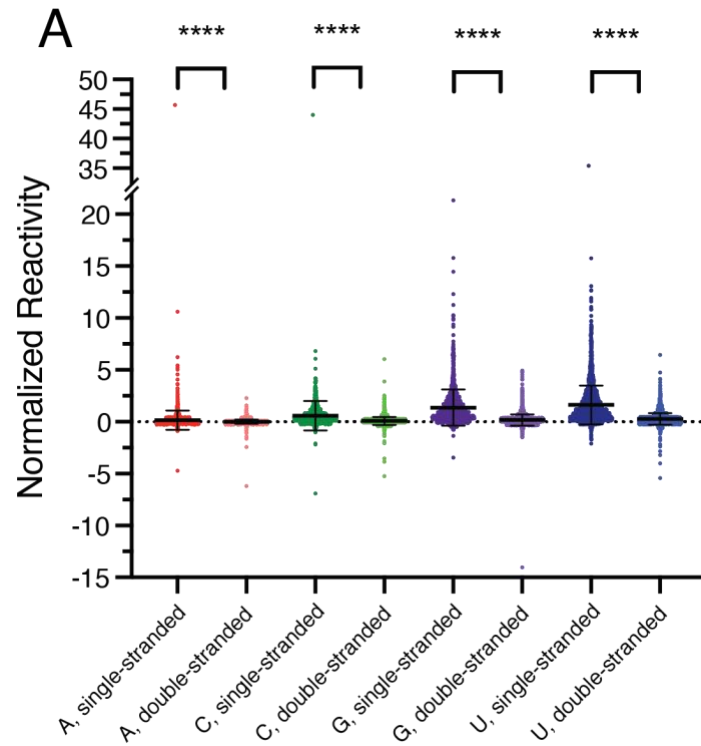 A
**** **** **** ****
Normalized Reactivity
50
45
40
35
20
15
10
5
0
-5
-10
-15
A, single-stranded
A, double-stranded
C, single-stranded
C, double-stranded
G, single-stranded
G, double-stranded
U, single-stranded
U, double-stranded